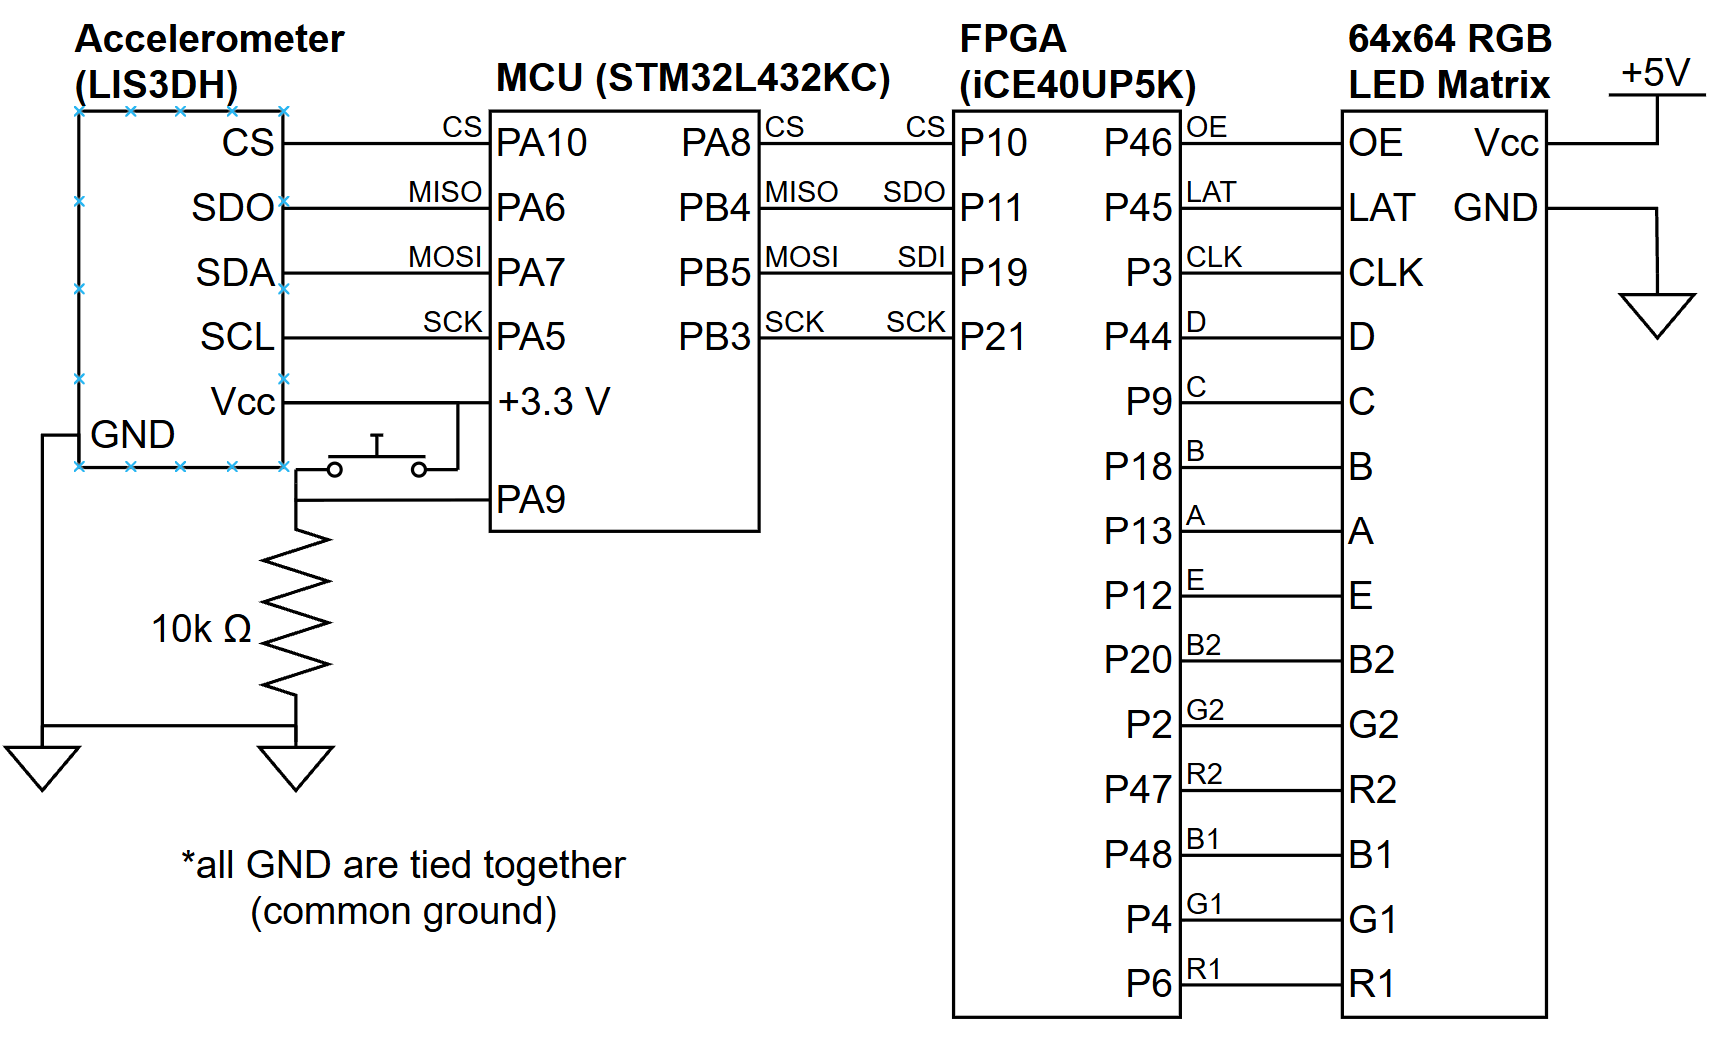 Accelerometer
(LIS3DH)
CS
SDO
SDA
SCL
Vcc
GND
CS
MISO
MOSI
SCK
MCU (STM32L432KC)
PA10
PA6
PA7
PA5
+3.3 V
PA9
PA8
PB4
PB5
PB3
CS
MISO
MOSI
SCK
CS
SDO
SDI
SCK
FPGA
(iCE40UP5K)
P10
P11
P19
P21
P46
P45
P3
P44
P9
P18
P13
P12
P20
P2
P47
P48
P4
P6
OE
LAT
CLK
D
C
B
A
E
B2
G2
R2
B1
G1
R1
64x64 RGB
LED Matrix
OE
LAT
CLK
D
C
B
A
E
B2
G2
R2
B1
G1
R1
Vcc
GND
+5V
10k Ω
*all GND are tied together
(common ground)